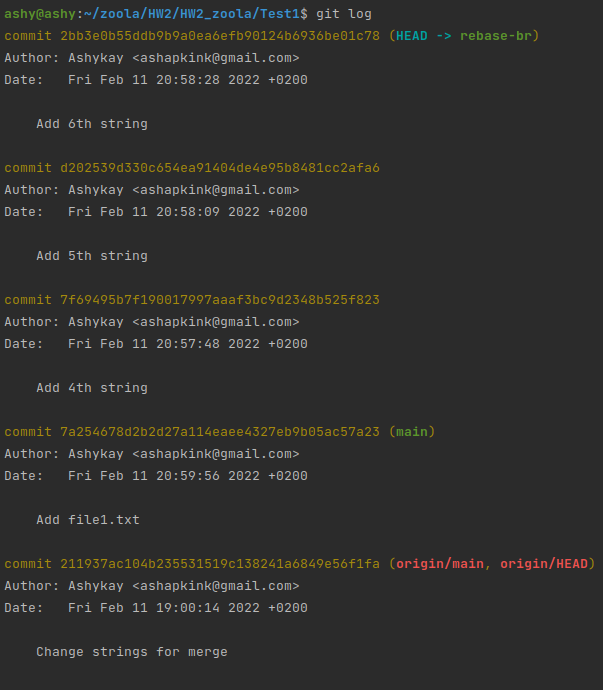 ashy@ashy:~/zoola/HW2/HW2_zoola/Test1$ git log
commit 2bb3e0b55ddb9b9a0ea6efb90124b6936be01c78 (HEAD -> rebase-br)
Author: Ashykay <ashapkink@gmail.com>
Date:   Fri Feb 11 20:58:28 2022 +0200
    Add 6th string
commit d202539d330c654ea91404de4e95b8481cc2afa6
Author: Ashykay <ashapkink@gmail.com>
Date:   Fri Feb 11 20:58:09 2022 +0200
    Add 5th string
commit 7f69495b7f190017997aaaf3bc9d2348b525f823
Author: Ashykay <ashapkink@gmail.com>
Date:   Fri Feb 11 20:57:48 2022 +0200
    Add 4th string
commit 7a254678d2b2d27a114eaee4327eb9b05ac57a23 (main)
Author: Ashykay <ashapkink@gmail.com>
Date:   Fri Feb 11 20:59:56 2022 +0200
    Add file1.txt
commit 211937ac104b235531519c138241a6849e56f1fa (origin/main, origin/HEAD)
Author: Ashykay <ashapkink@gmail.com>
Date:   Fri Feb 11 19:00:14 2022 +0200
    Change strings for merge